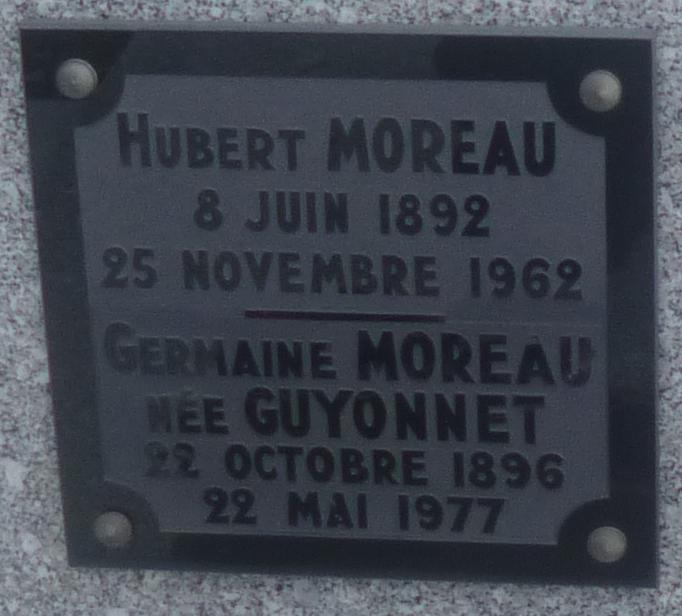 HUBERT MOREAU
8 JUIN 1892
25 NOVEMBRE 1962
GERMAINE MOREAU
NÉE GUYONNET
22 OCTOBRE 1896
22 MAI 1977